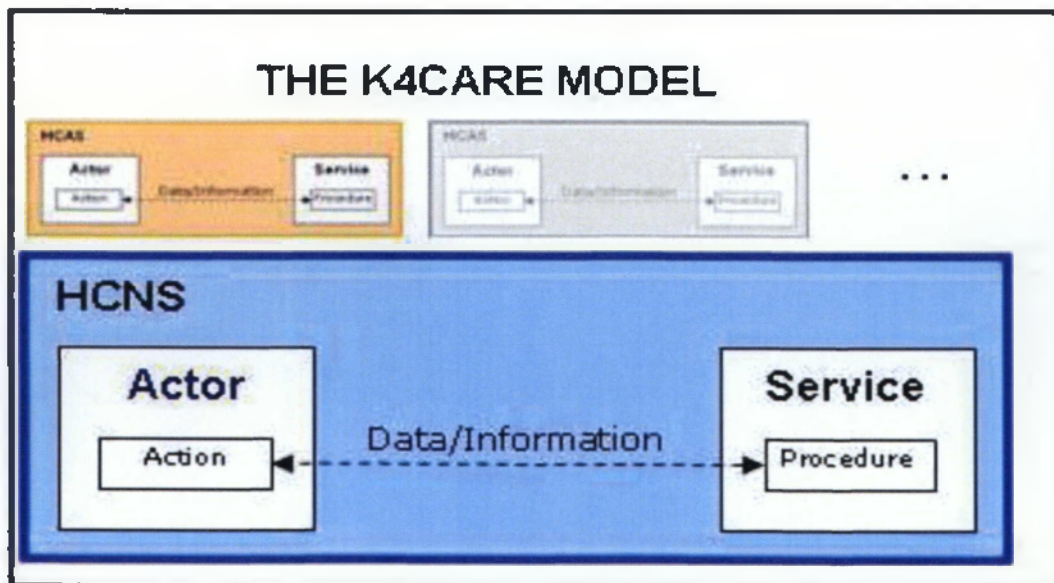 THE K4CARE MODEL
HCAS
Actor
Action
Data/Information
Service
Procedure
HCAS
Actor
Action
Data/Information
Service
Procedure
...
HCNS
Actor
Action
Data/Information
Service
Procedure